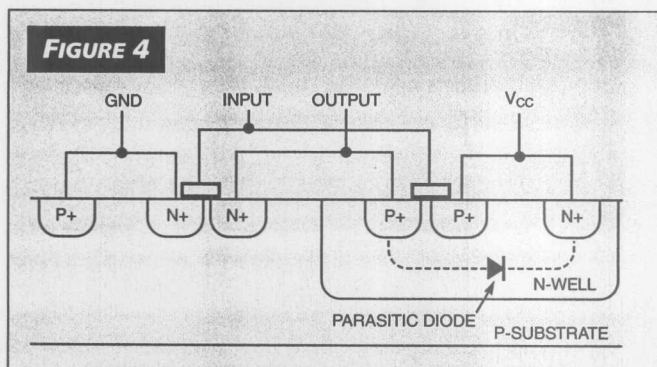 FIGURE 4
GND INPUT OUTPUT VCC
P+ N+ N+ P+ P+ N+
N-WELL
PARASITIC DIODE
P-SUBSTRATE